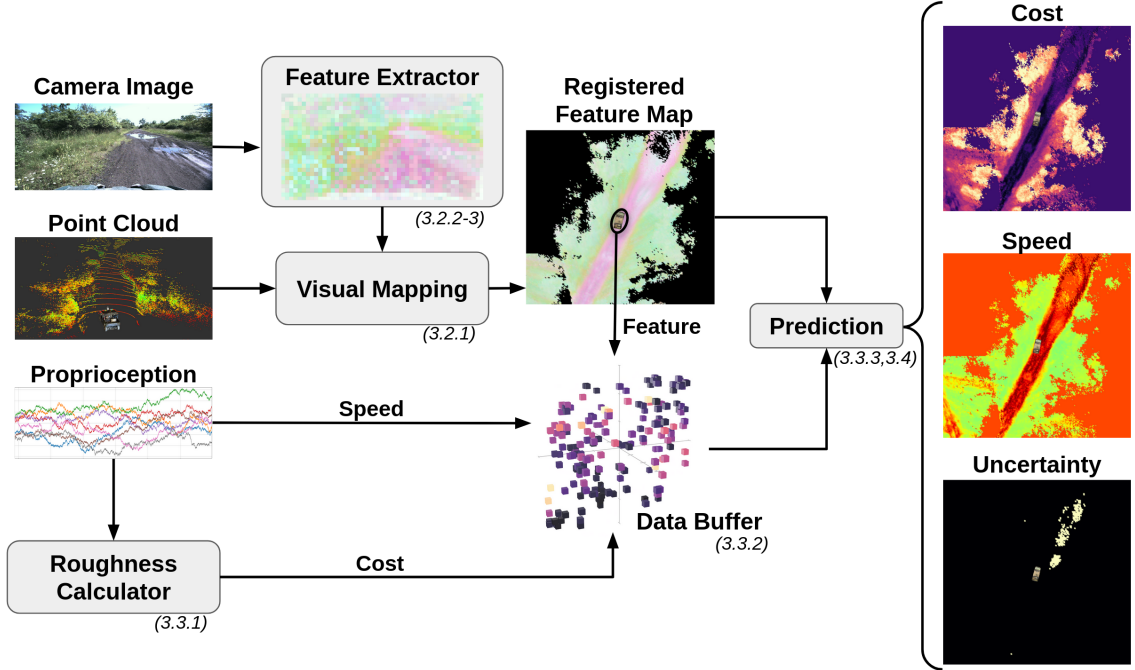 Camera Image
Feature Extractor
(3.2.2-3)
Point Cloud
Visual Mapping
(3.2.1)
Registered
Feature Map
Feature
Proprioception
Speed
Roughness
Calculator
(3.3.1)
Cost
Data Buffer
(3.3.2)
Prediction
(3.3.3,3.4)
Cost
Speed
Uncertainty